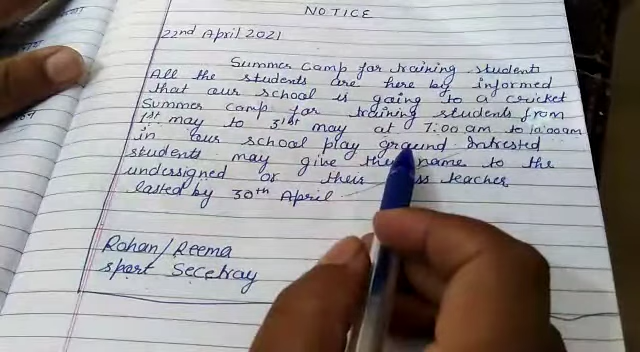 NOTICE
22nd April 2021
Summer Camp for training students
All the students are here by informed
that our school is going to a cricket
Summer camp for training students from
1st may to 31st may at 7:00 am to 10:00am
in our school play ground Intrested
students may give their name to the
undersigned or their teacher
lasted by 30th April
Rohan/Reema
sport Secetray